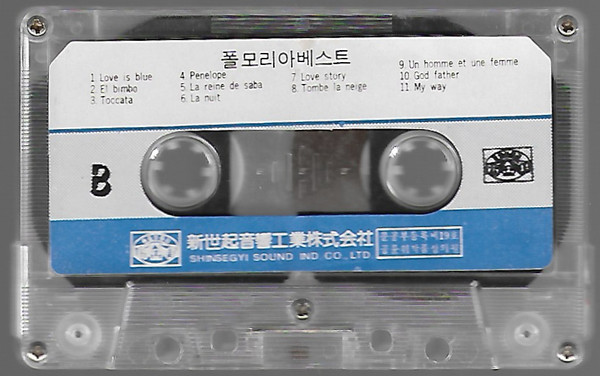 폴모리아베스트
1. Love is blue
2. El bimbo
3. Toccata
4. Penelope
5. La reine de saba
6. La nuit
7. Love story
8. Tombe la neige
9. Un homme et une femme
10. God father
11. My way
B
新世起音響工業株式会社
SHINSEGYI SOUND IND CO., LTD.